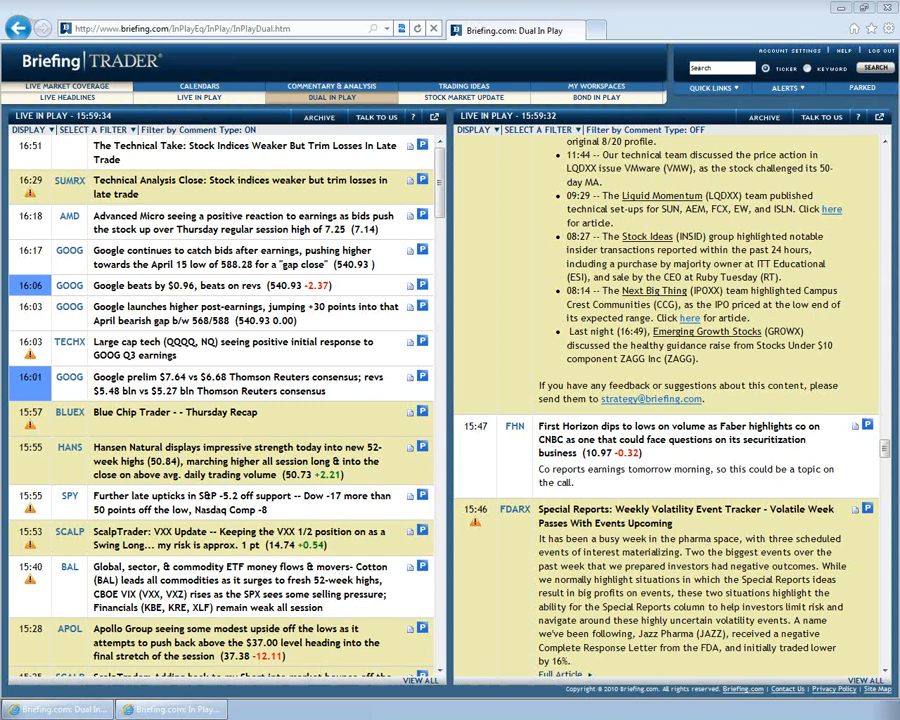 http://www.briefing.com/InPlayEq/InPlay/InPlayDual.htm
Briefing.com: Dual In Play
Briefing TRADER®
ACCOUNT SETTINGS | HELP | LOG OUT
Search TICKER KEYWORD SEARCH
QUICK LINKS ▼ ALERTS ▼ PARKED
LIVE MARKET COVERAGE CALENDARS COMMENTARY & ANALYSIS TRADING IDEAS MY WORKSPACES
LIVE HEADLINES LIVE IN PLAY DUAL IN PLAY STOCK MARKET UPDATE BOND IN PLAY
LIVE IN PLAY - 15:59:34 ARCHIVE TALK TO US ?
DISPLAY ▼ SELECT A FILTER ▼ Filter by Comment Type: ON
16:51 The Technical Take: Stock Indices Weaker But Trim Losses In Late
Trade
16:29 SUMRX Technical Analysis Close: Stock indices weaker but trim losses in
late trade
16:18 AMD Advanced Micro seeing a positive reaction to earnings as bids push
the stock up over Thursday regular session high of 7.25 (7.14)
16:17 GOOG Google continues to catch bids after earnings, pushing higher
towards the April 15 low of 588.28 for a "gap close" (540.93 )
16:06 GOOG Google beats by $0.96, beats on revs (540.93 -2.37)
16:03 GOOG Google launches higher post-earnings, jumping +30 points into that
April bearish gap b/w 568/588 (540.93 0.00)
16:03 TECHX Large cap tech (QQQQ, NQ) seeing positive initial response to
GOOG Q3 earnings
16:01 GOOG Google prelim $7.64 vs $6.68 Thomson Reuters consensus; revs
$5.48 bln vs $5.27 bln Thomson Reuters consensus
15:57 BLUEX Blue Chip Trader - - Thursday Recap
15:55 HANS Hansen Natural displays impressive strength today into new 52-
week highs (50.84), marching higher all session long & into the
close on above avg. daily trading volume (50.73 +2.21)
15:55 SPY Further late upticks in S&P -5.2 off support -- Dow -17 more than
50 points off the low, Nasdaq Comp -8
15:53 SCALP ScalpTrader: VXX Update -- Keeping the VXX 1/2 position on as a
Swing Long... my risk is approx. 1 pt (14.74 +0.54)
15:40 BAL Global, sector, & commodity ETF money flows & movers- Cotton
(BAL) leads all commodities as it surges to fresh 52-week highs,
CBOE VIX (VXX, VXZ) rises as the SPX sees some selling pressure;
Financials (KBE, KRE, XLF) remain weak all session
15:28 APOL Apollo Group seeing some modest upside off the lows as it
attempts to push back above the $37.00 level heading into the
final stretch of the session (37.38 -12.11)
VIEW ALL
LIVE IN PLAY - 15:59:32 ARCHIVE TALK TO US ?
DISPLAY ▼ SELECT A FILTER ▼ Filter by Comment Type: OFF
original 8/20 profile.
• 11:44 -- Our technical team discussed the price action in
LQDXX issue VMware (VMW), as the stock challenged its 50-
day MA.
• 09:29 -- The Liquid Momentum (LQDXX) team published
technical set-ups for SUN, AEM, FCX, EW, and ISLN. Click here
for article.
• 08:27 -- The Stock Ideas (INSID) group highlighted notable
insider transactions reported within the past 24 hours,
including a purchase by majority owner at ITT Educational
(ESI), and sale by the CEO at Ruby Tuesday (RT).
• 08:14 -- The Next Big Thing (IPOXX) team highlighted Campus
Crest Communities (CCG), as the IPO priced at the low end of
its expected range. Click here for article.
• Last night (16:49), Emerging Growth Stocks (GROWX)
discussed the healthy guidance raise from Stocks Under $10
component ZAGG Inc (ZAGG).
If you have any feedback or suggestions about this content, please
send them to strategy@briefing.com.
15:47 FHN First Horizon dips to lows on volume as Faber highlights co on
CNBC as one that could face questions on its securitization
business (10.97 -0.32)
Co reports earnings tomorrow morning, so this could be a topic on
the call.
15:46 FDARX Special Reports: Weekly Volatility Event Tracker - Volatile Week
Passes With Events Upcoming
It has been a busy week in the pharma space, with three scheduled
events of interest materializing. Two the biggest events over the
past week that we prepared investors had negative outcomes. While
we normally highlight situations in which the Special Reports ideas
result in big profits on events, these two situations highlight the
ability for the Special Reports column to help investors limit risk and
navigate around these highly uncertain volatility events. A name
we've been following, Jazz Pharma (JAZZ), received a negative
Complete Response Letter from the FDA, and initially traded lower
by 16%.
Full Article
VIEW ALL
Copyright © 2010 Briefing.com. All rights reserved. Briefing.com | Contact Us | Privacy Policy | Site Map
Briefing.com: Dual In... Briefing.com: In Play...